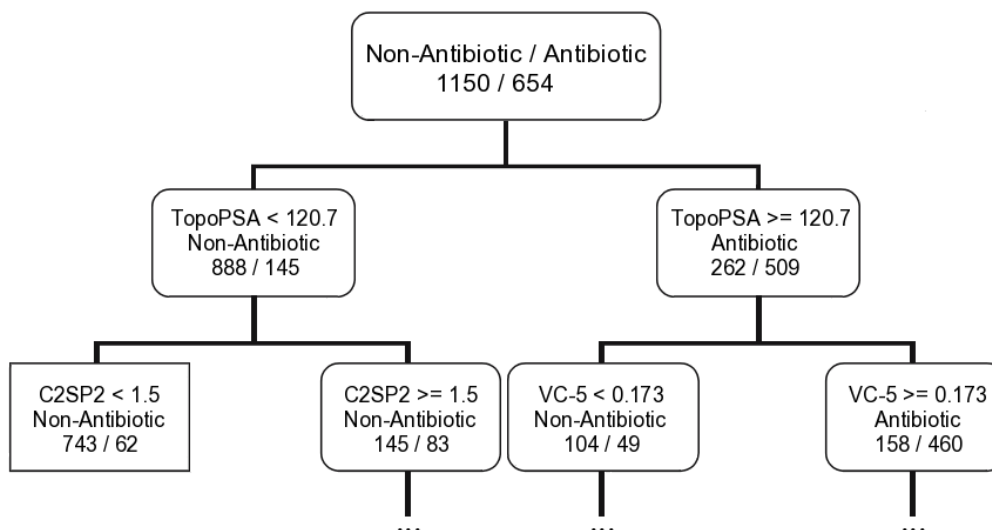 Non-Antibiotic / Antibiotic
1150 / 654
TopoPSA < 120.7
Non-Antibiotic
888 / 145
TopoPSA >= 120.7
Antibiotic
262 / 509
C2SP2 < 1.5
Non-Antibiotic
743 / 62
C2SP2 >= 1.5
Non-Antibiotic
145 / 83
VC-5 < 0.173
Non-Antibiotic
104 / 49
VC-5 >= 0.173
Antibiotic
158 / 460
...
...
...